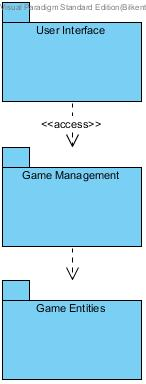 Visual Paradigm Standard Edition(Bilkent
User Interface
<<access>>
Game Management
Game Entities